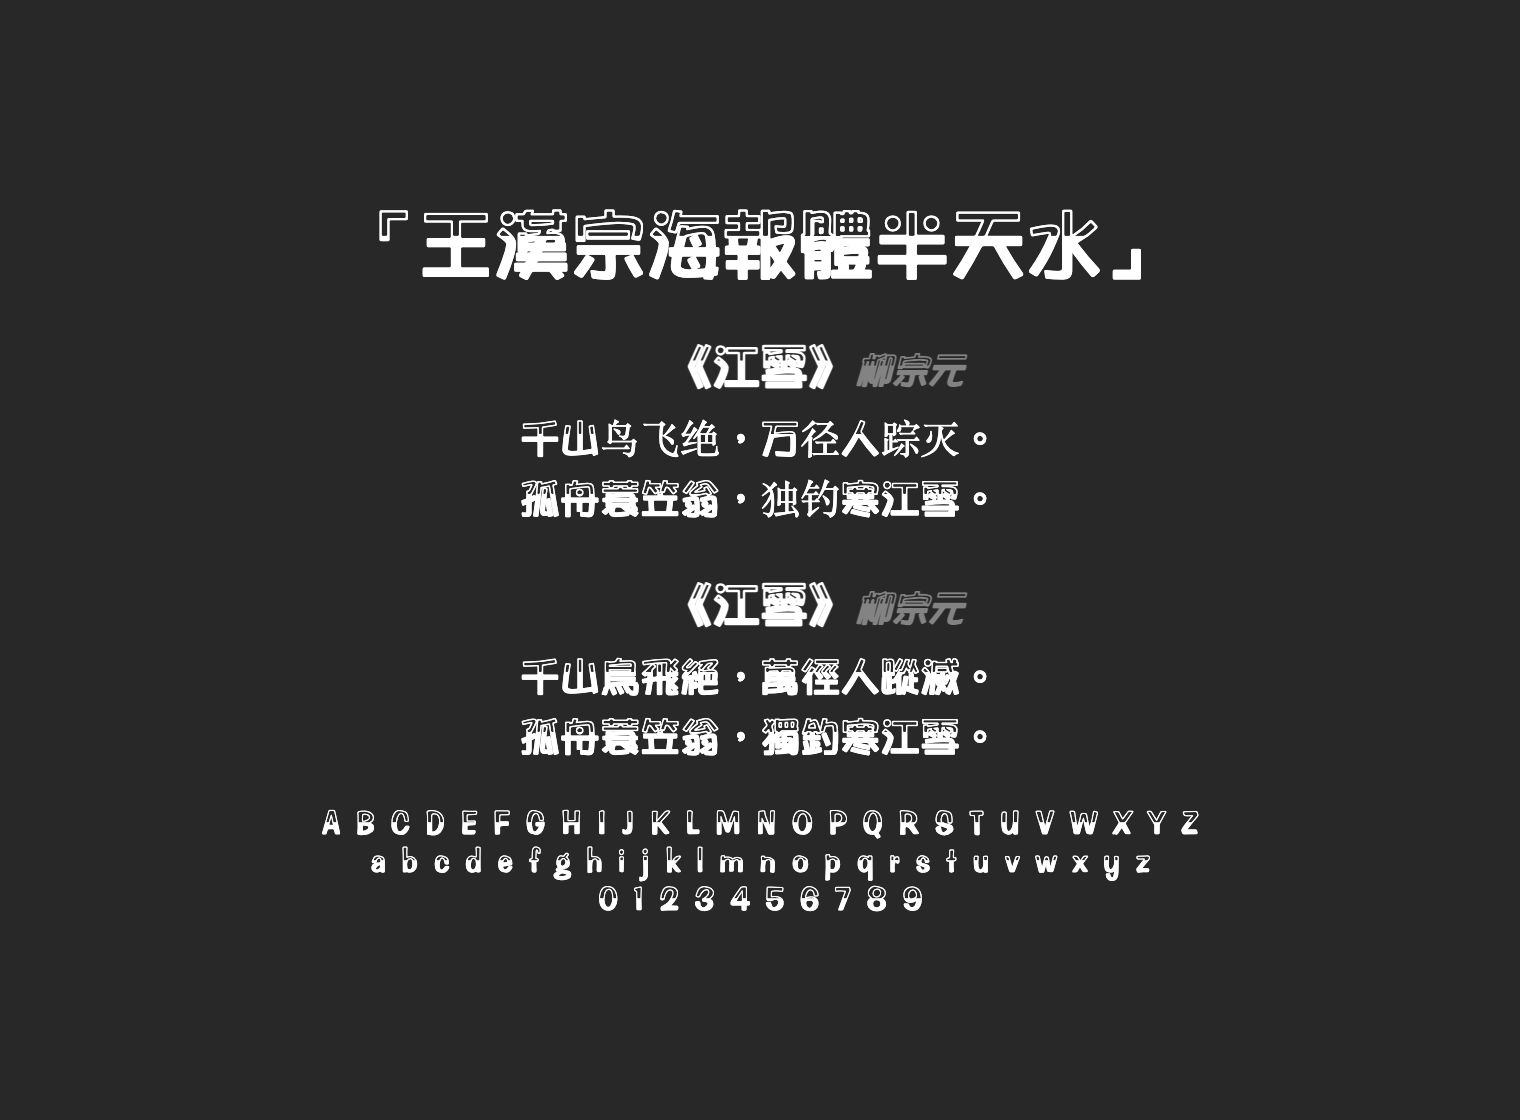 「王漢宗海報體半天水」
《江雪》 柳宗元
千山鸟飞绝，万径人踪灭。
孤舟蓑笠翁，独钓寒江雪。
《江雪》 柳宗元
千山鳥飛絕，萬徑人蹤滅。
孤舟蓑笠翁，獨釣寒江雪。
A B C D E F G H I J K L M N O P Q R S T U V W X Y Z
a b c d e f g h i j k l m n o p q r s t u v w x y z
0 1 2 3 4 5 6 7 8 9